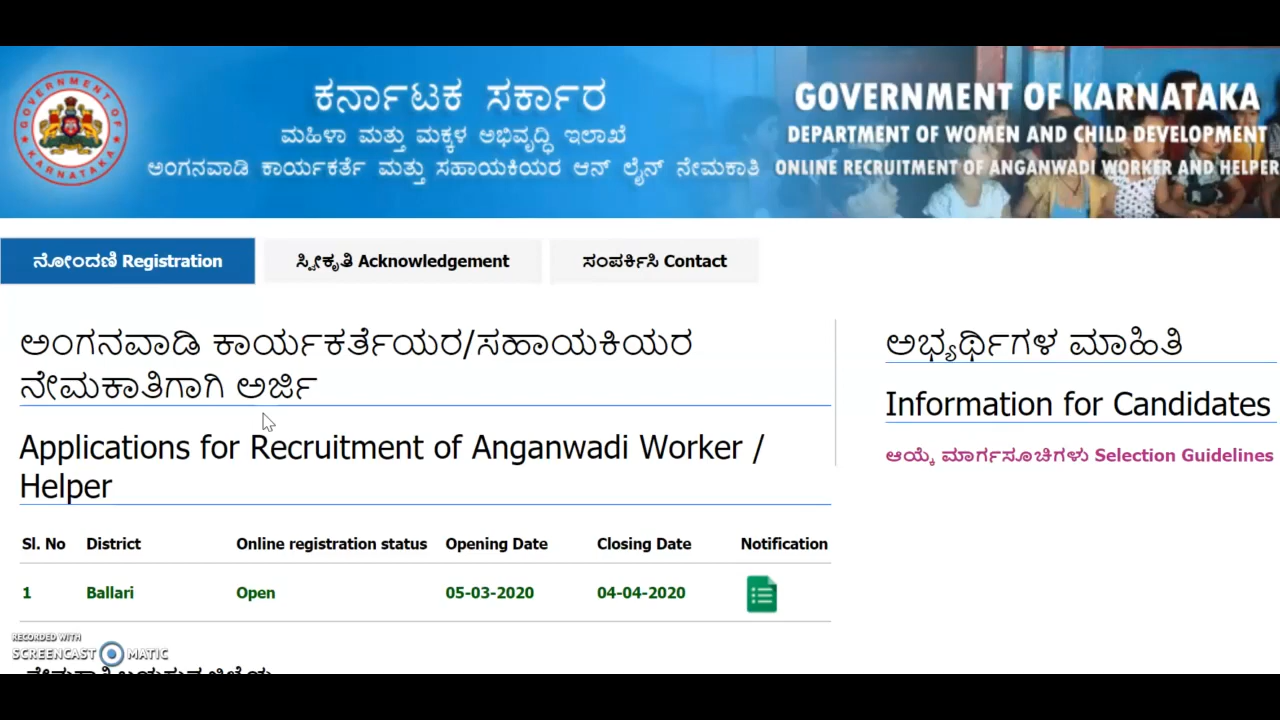 GOVERNMENT OF KARNATAKA
ಕರ್ನಾಟಕ ಸರ್ಕಾರ
ಮಹಿಳಾ ಮತ್ತು ಮಕ್ಕಳ ಅಭಿವೃದ್ಧಿ ಇಲಾಖೆ
ಅಂಗನವಾಡಿ ಕಾರ್ಯಕರ್ತೆ ಮತ್ತು ಸಹಾಯಕಿಯರ ಆನ್ ಲೈನ್ ನೇಮಕಾತಿ
GOVERNMENT OF KARNATAKA
DEPARTMENT OF WOMEN AND CHILD DEVELOPMENT
ONLINE RECRUITMENT OF ANGANWADI WORKER AND HELPER
ನೋಂದಣಿ Registration
ಸ್ವೀಕೃತಿ Acknowledgement
ಸಂಪರ್ಕಿಸಿ Contact
ಅಂಗನವಾಡಿ ಕಾರ್ಯಕರ್ತೆಯರ/ಸಹಾಯಕಿಯರ
ನೇಮಕಾತಿಗಾಗಿ ಅರ್ಜಿ
Applications for Recruitment of Anganwadi Worker /
Helper
Sl. No District Online registration status Opening Date Closing Date Notification
1 Ballari Open 05-03-2020 04-04-2020
ಅಭ್ಯರ್ಥಿಗಳ ಮಾಹಿತಿ
Information for Candidates
ಆಯ್ಕೆ ಮಾರ್ಗಸೂಚಿಗಳು Selection Guidelines
RECORDED WITH
SCREENCAST MATIC